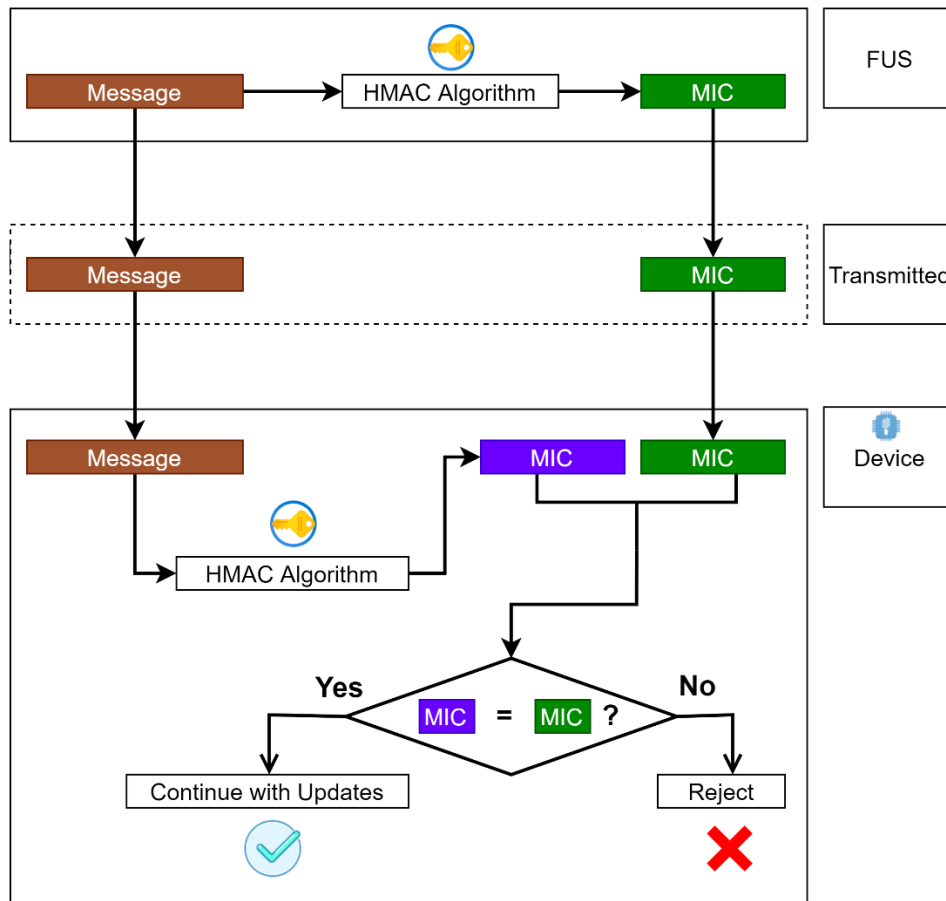 FUS
Message
HMAC Algorithm
MIC
Message
MIC
Transmitted
Message
MIC
MIC
Device
HMAC Algorithm
Yes
No
MIC = MIC ?
Continue with Updates
Reject